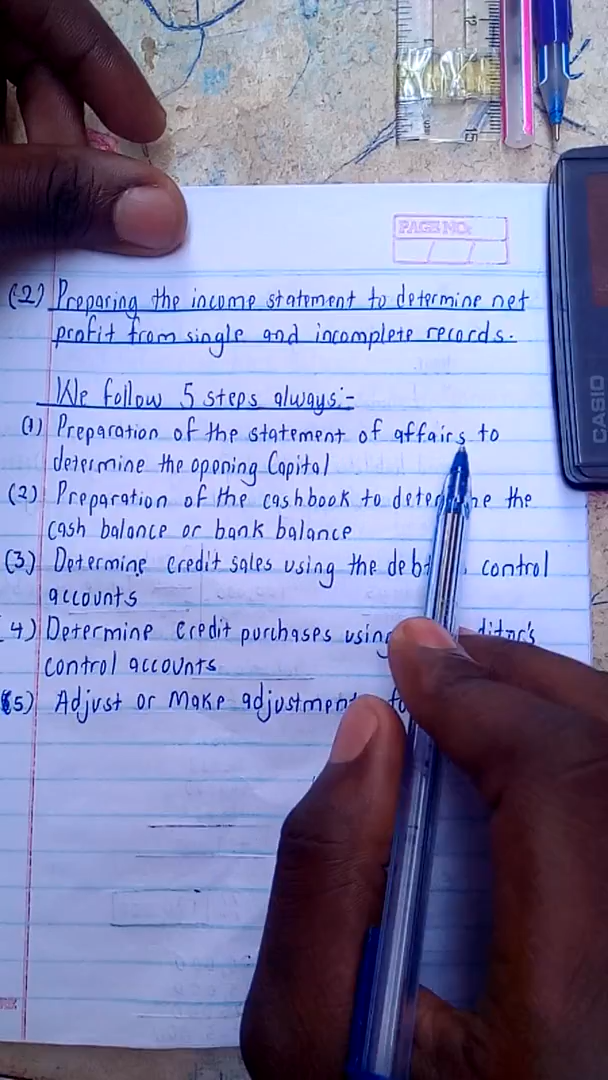 PAGE NO:
(2) Preparing the income statement to determine net
profit from single and incomplete records.
We follow 5 steps always:-
(1) Preparation of the statement of affairs to
determine the opening Capital
(2) Preparation of the cashbook to the
cash balance or bank balance
(3) Determine credit sales using the control
accounts
4) Determine credit purchases using
control accounts
(5) Adjust or Make
CASIO
12
15